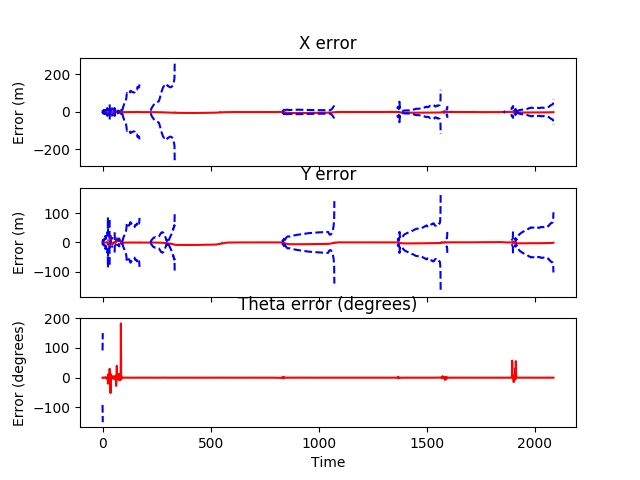 X error
200
0
−200
Error (m)
Y error
100
0
−100
Error (m)
Theta error (degrees)
200
100
0
−100
Error (degrees)
0 500 1000 1500 2000
Time